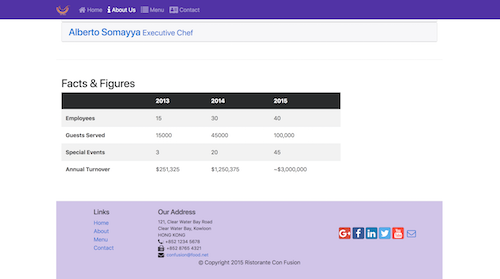 Home About Us Menu Contact
Alberto Somayya Executive Chef
Facts & Figures
2013 2014 2015
Employees 15 30 40
Guests Served 15000 45000 100,000
Special Events 3 20 45
Annual Turnover $251,325 $1,250,375 ~$3,000,000
Links
Home
About
Menu
Contact
Our Address
121, Clear Water Bay Road
Clear Water Bay, Kowloon
HONG KONG
: +852 1234 5678
: +852 8765 4321
: confusion@food.net
© Copyright 2015 Ristorante Con Fusion